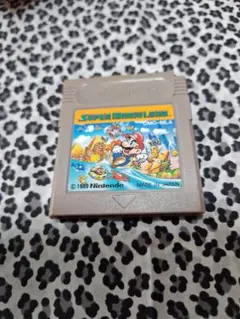 SUPER MARIOLAND
© 1989 Nintendo MADE IN JAPAN